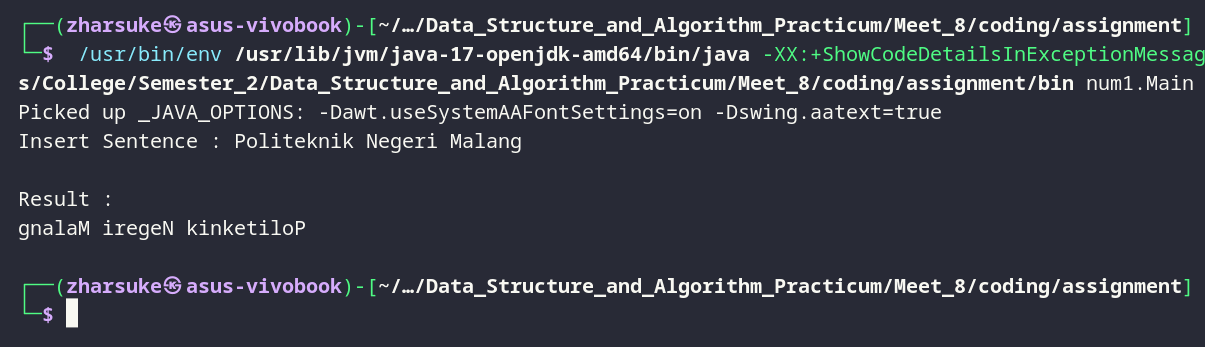 ┌──(zharsuke㉿asus-vivobook)-[~/…/Data_Structure_and_Algorithm_Practicum/Meet_8/coding/assignment]
└─$  /usr/bin/env /usr/lib/jvm/java-17-openjdk-amd64/bin/java -XX:+ShowCodeDetailsInExceptionMessag
s/College/Semester_2/Data_Structure_and_Algorithm_Practicum/Meet_8/coding/assignment/bin num1.Main
Picked up _JAVA_OPTIONS: -Dawt.useSystemAAFontSettings=on -Dswing.aatext=true
Insert Sentence : Politeknik Negeri Malang

Result :
gnalaM iregeN kinketiloP

┌──(zharsuke㉿asus-vivobook)-[~/…/Data_Structure_and_Algorithm_Practicum/Meet_8/coding/assignment]
└─$